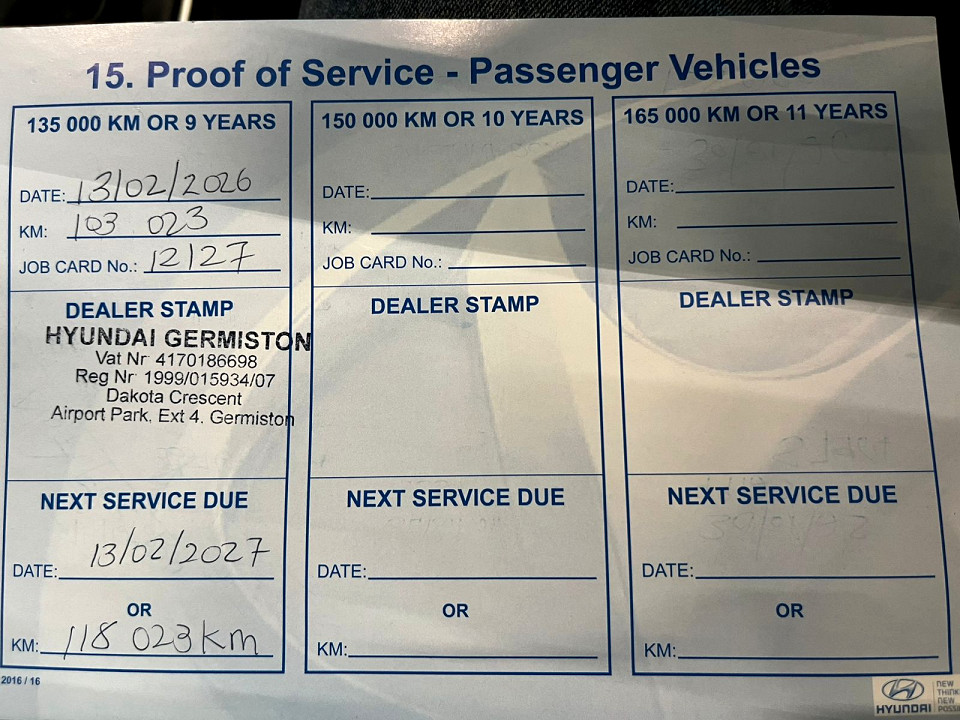 15. Proof of Service - Passenger Vehicles
135 000 KM OR 9 YEARS
DATE: 13/02/2026
KM: 103 023
JOB CARD No.: 12127
DEALER STAMP
HYUNDAI GERMISTON
Vat Nr 4170186698
Reg Nr 1999/015934/07
Dakota Crescent
Airport Park. Ext 4. Germiston
NEXT SERVICE DUE
DATE: 13/02/2027
OR
KM: 118 023km
150 000 KM OR 10 YEARS
DATE:
KM:
JOB CARD No.:
DEALER STAMP
NEXT SERVICE DUE
DATE:
OR
KM:
165 000 KM OR 11 YEARS
DATE:
KM:
JOB CARD No.:
DEALER STAMP
NEXT SERVICE DUE
DATE:
OR
KM:
2016 / 16
HYUNDAI
NEW
THINK
NEW